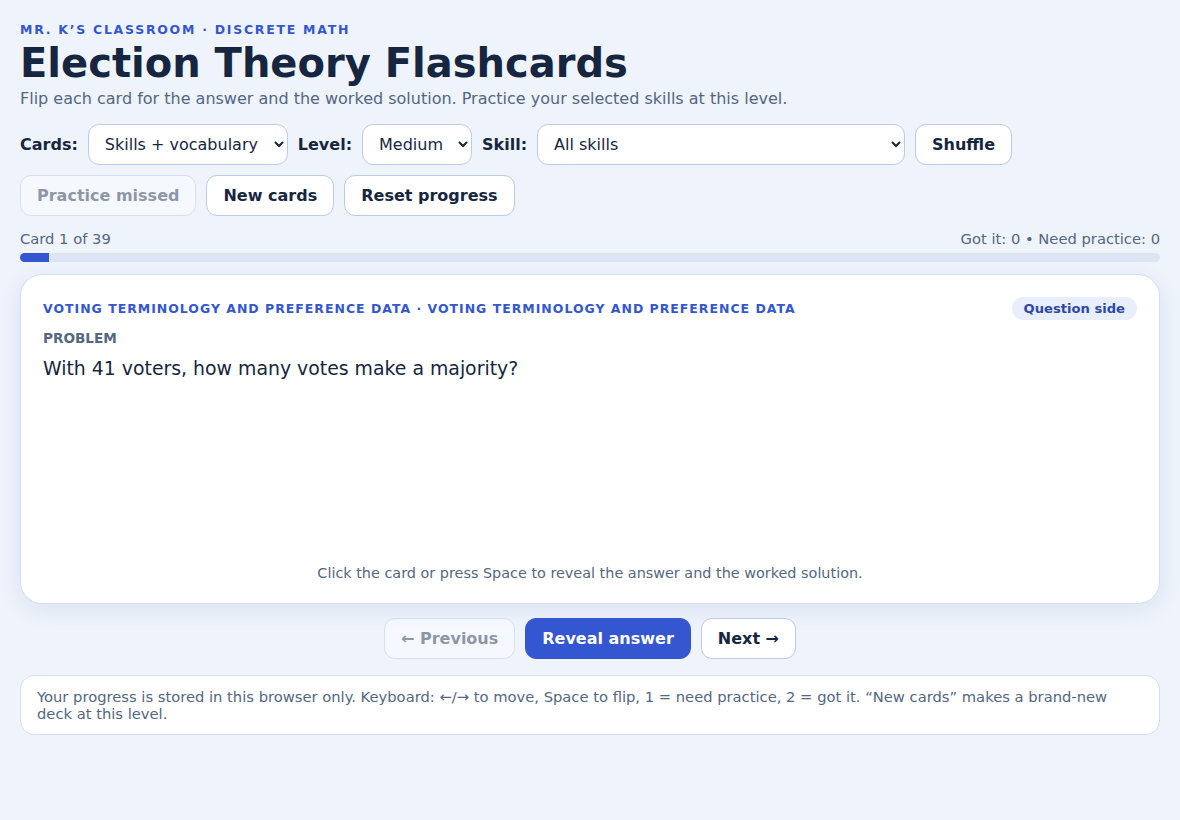 MR. K’S CLASSROOM · DISCRETE MATH
Election Theory Flashcards
Flip each card for the answer and the worked solution. Practice your selected skills at this level.
Cards: Skills + vocabulary Level: Medium Skill: All skills Shuffle
Practice missed New cards Reset progress
Card 1 of 39 Got it: 0 • Need practice: 0
VOTING TERMINOLOGY AND PREFERENCE DATA · VOTING TERMINOLOGY AND PREFERENCE DATA Question side
PROBLEM
With 41 voters, how many votes make a majority?
Click the card or press Space to reveal the answer and the worked solution.
← Previous Reveal answer Next →
Your progress is stored in this browser only. Keyboard: ←/→ to move, Space to flip, 1 = need practice, 2 = got it. “New cards” makes a brand-new
deck at this level.